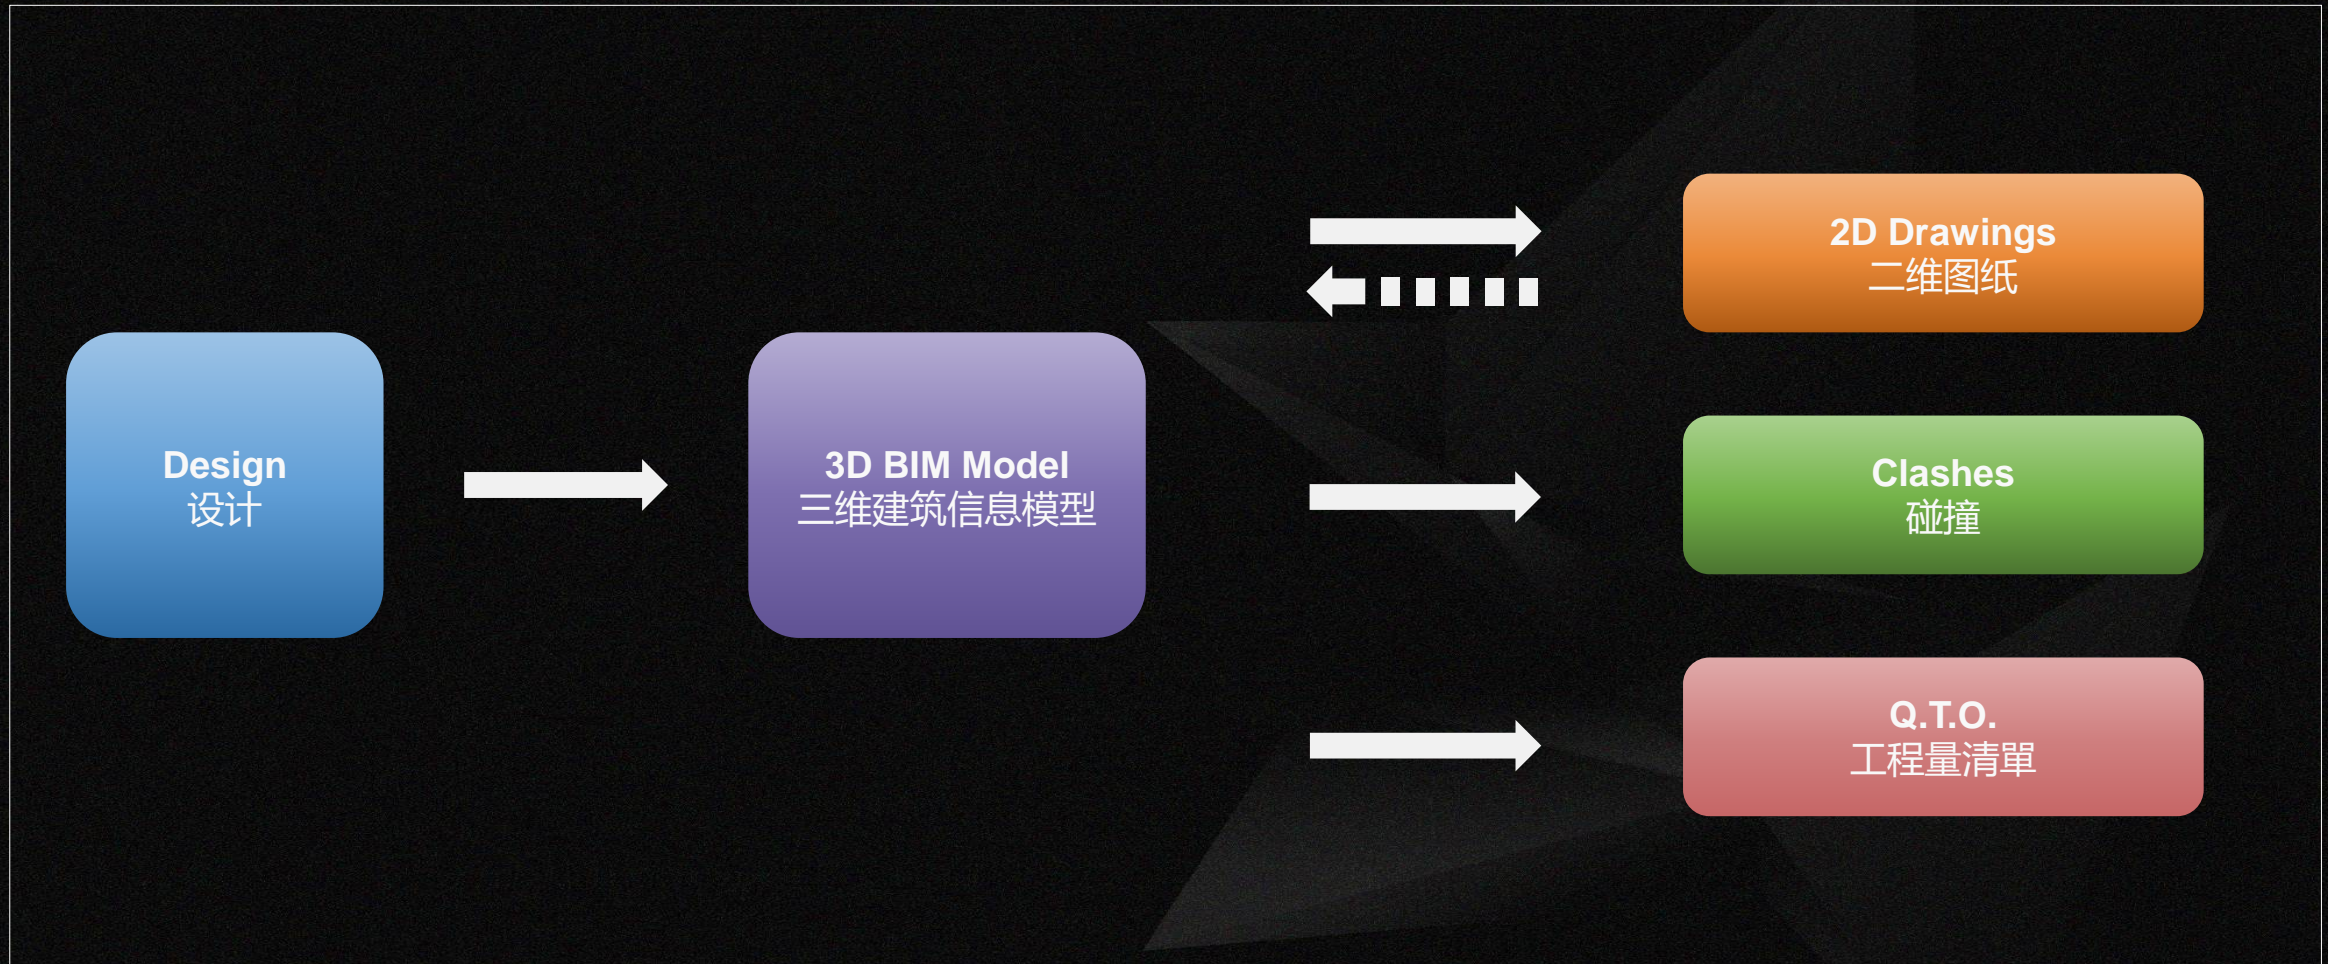 Design
设计
3D BIM Model
三维建筑信息模型
2D Drawings
二维图纸
Clashes
碰撞
Q.T.O.
工程量清單